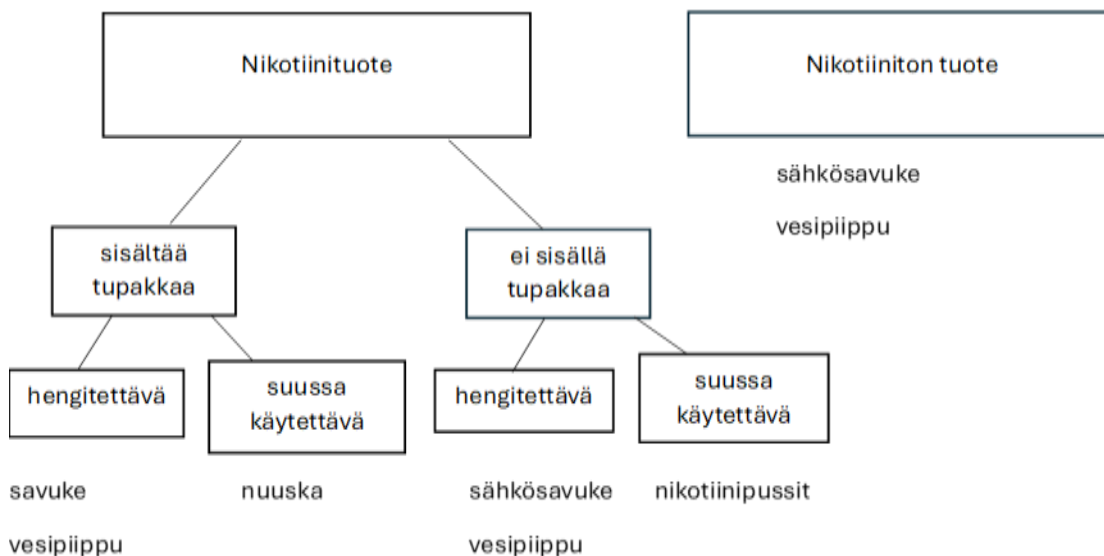 Nikotiinituote
Nikotiiniton tuote
sähkösavuke
vesipiippu
sisältää
tupakkaa
ei sisällä
tupakkaa
hengitettävä
suussa
käytettävä
hengitettävä
suussa
käytettävä
savuke
vesipiippu
nuuska
sähkösavuke
vesipiippu
nikotiinipussit